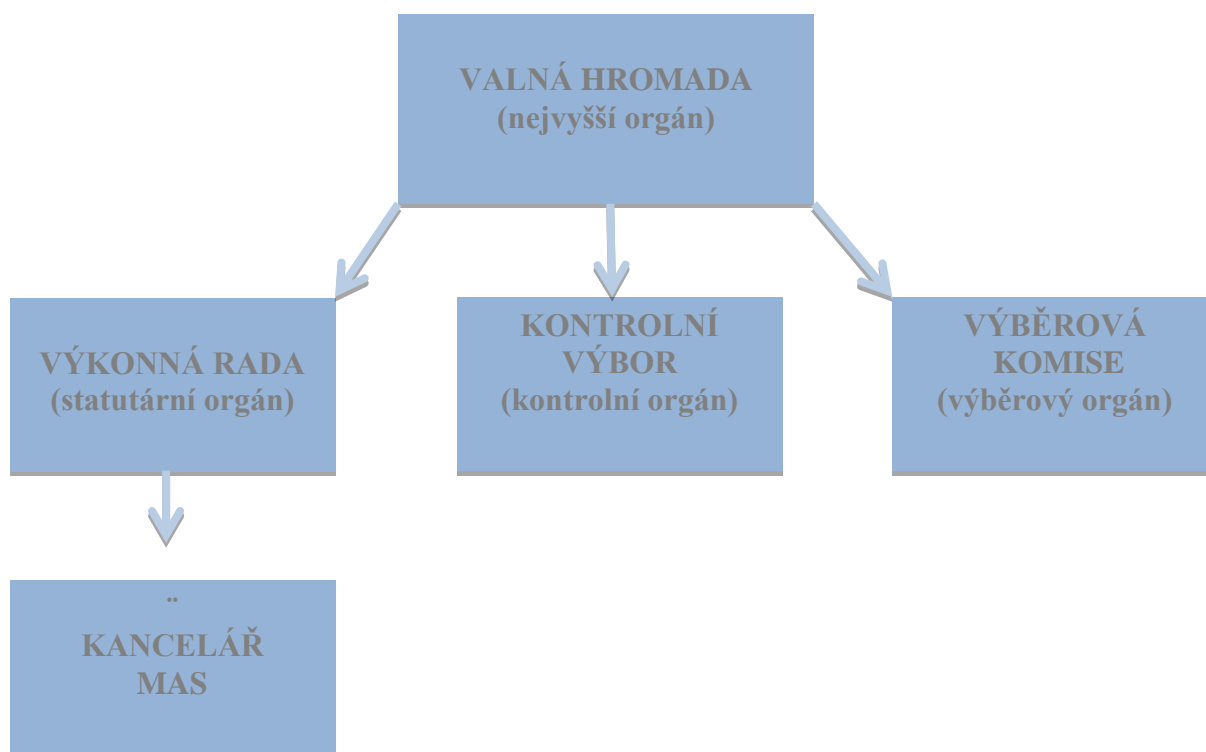 VALNÁ HROMADA
(nejvyšší orgán)
VÝKONNÁ RADA
(statutární orgán)
KONTROLNÍ
VÝBOR
(kontrolní orgán)
VÝBĚROVÁ
KOMISE
(výběrový orgán)
¨
KANCELÁŘ
MAS